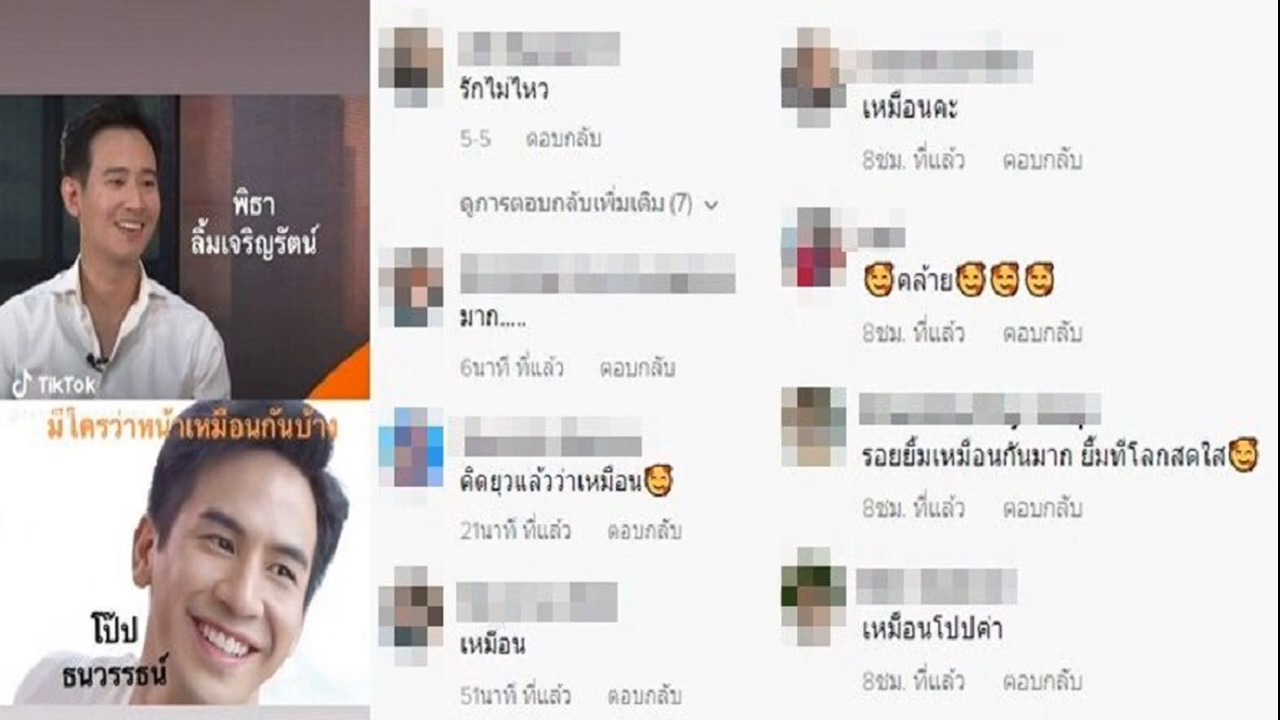 พิธา
ลิ้มเจริญรัตน์
TikTok
มีใครว่าหน้าเหมือนกันบ้าง
โป๊ป
ธนวรรธน์
รักไม่ไหว
5-5 ตอบกลับ
ดูการตอบกลับเพิ่มเติม (7)
มาก.....
6นาที ที่แล้ว ตอบกลับ
คิดยุวแล้วว่าเหมือน🥰
21นาที ที่แล้ว ตอบกลับ
เหมือน
51นาที ที่แล้ว ตอบกลับ
เหมือนคะ
8ชม. ที่แล้ว ตอบกลับ
🥰คล้าย🥰🥰🥰
8ชม. ที่แล้ว ตอบกลับ
รอยยิ้มเหมือนกันมาก ยิ้มทีโลกสดใส🥰
8ชม. ที่แล้ว ตอบกลับ
เหมือนโปปค่า
8ชม. ที่แล้ว ตอบกลับ